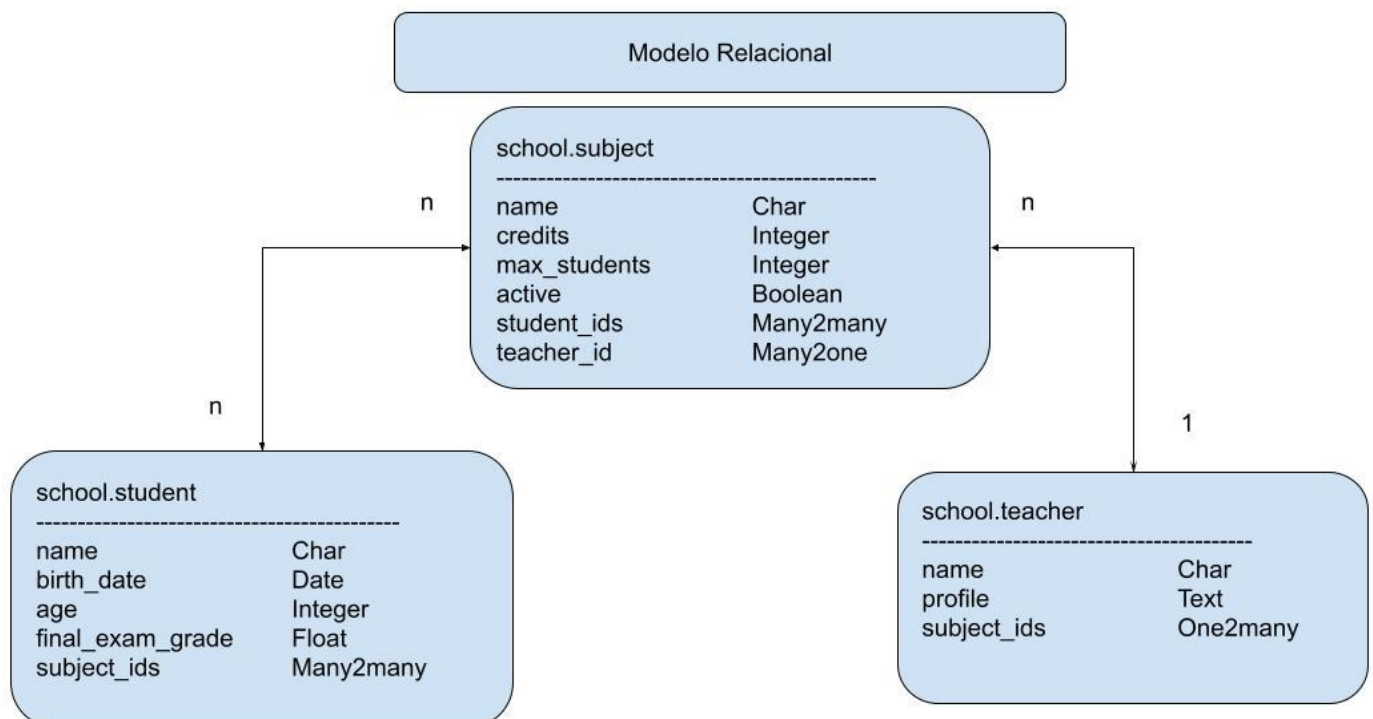 Modelo Relacional
school.subject
----------------------------------------------
name Char
credits Integer
max_students Integer
active Boolean
student_ids Many2many
teacher_id Many2one
n
n
n
1
school.student
--------------------------------------------
name Char
birth_date Date
age Integer
final_exam_grade Float
subject_ids Many2many
school.teacher
----------------------------------------
name Char
profile Text
subject_ids One2many